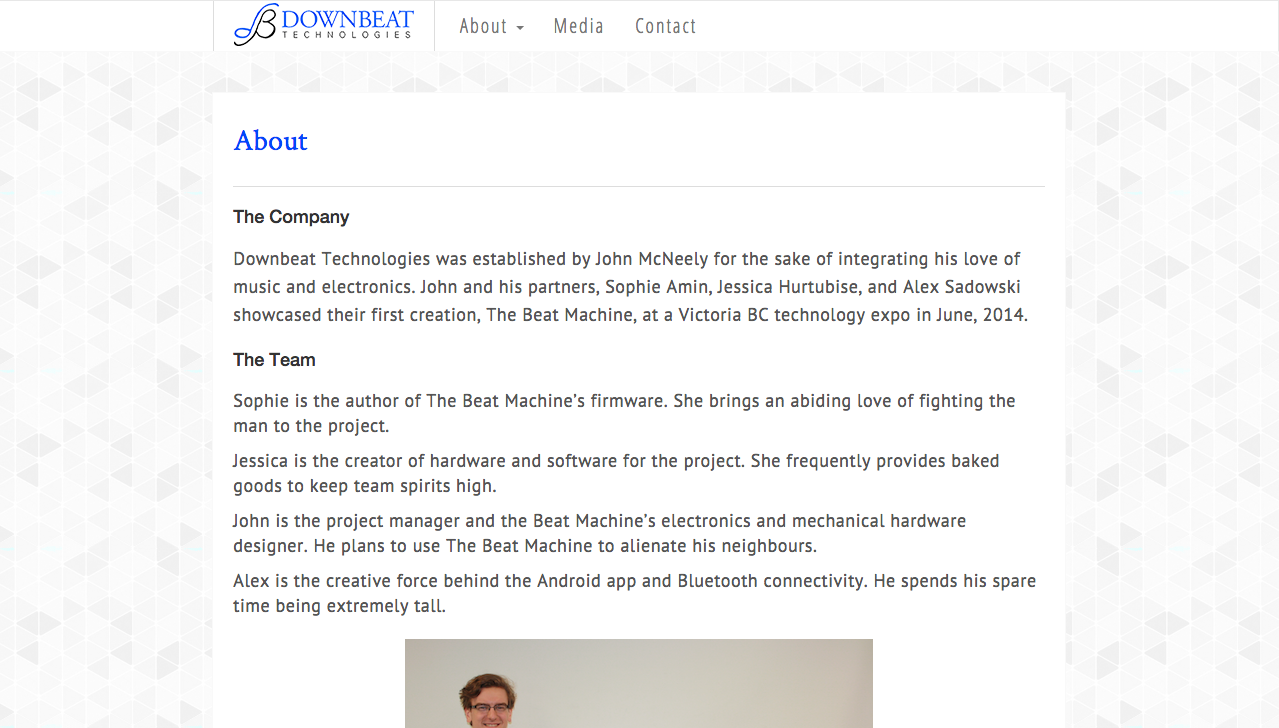 DOWNBEAT
TECHNOLOGIES
About
Media
Contact
About
The Company
Downbeat Technologies was established by John McNeely for the sake of integrating his love of
music and electronics. John and his partners, Sophie Amin, Jessica Hurtubise, and Alex Sadowski
showcased their first creation, The Beat Machine, at a Victoria BC technology expo in June, 2014.
The Team
Sophie is the author of The Beat Machine’s firmware. She brings an abiding love of fighting the
man to the project.
Jessica is the creator of hardware and software for the project. She frequently provides baked
goods to keep team spirits high.
John is the project manager and the Beat Machine’s electronics and mechanical hardware
designer. He plans to use The Beat Machine to alienate his neighbours.
Alex is the creative force behind the Android app and Bluetooth connectivity. He spends his spare
time being extremely tall.